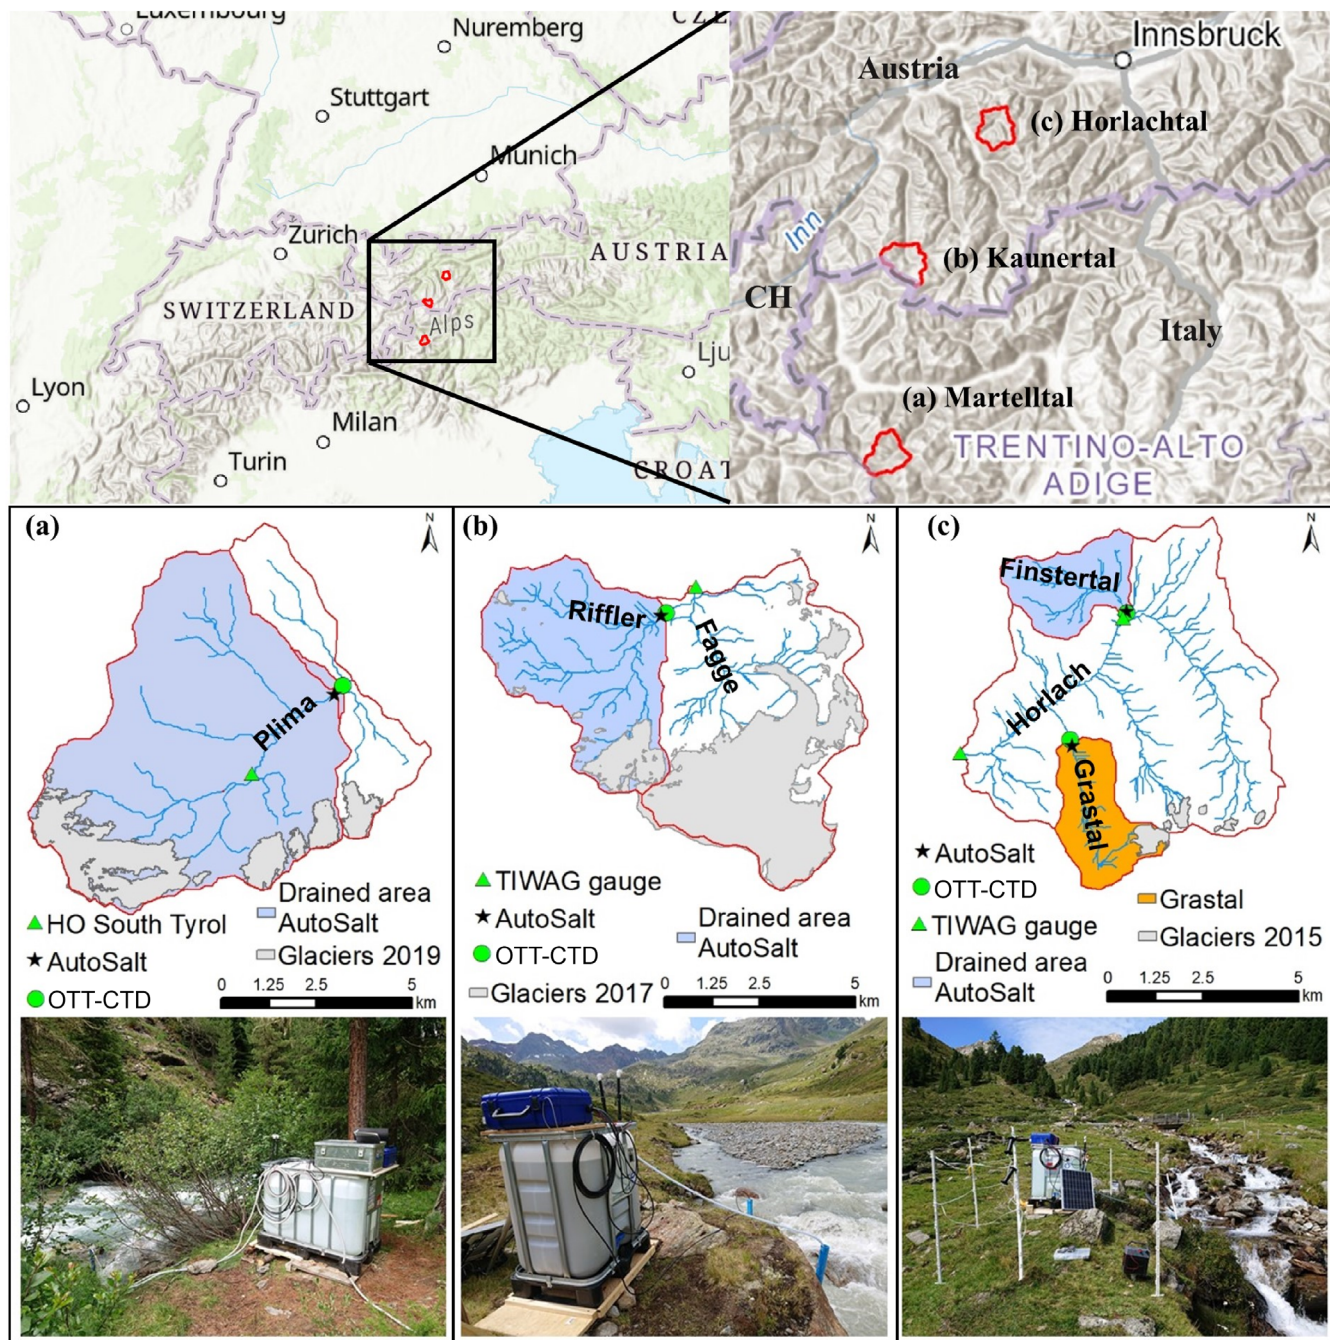 Luxembourg
Nuremberg
CZE
Stuttgart
Munich
Zurich
AUSTRIA
SWITZERLAND
Alps
Lju
Lyon
Milan
Turin
CROAT
Innsbruck
Austria
(c) Horlachtal
Inn
(b) Kaunertal
CH
Italy
(a) Martelltal
TRENTINO-ALTO
ADIGE
(a)
N
Plima
HO South Tyrol
AutoSalt
OTT-CTD
Drained area
AutoSalt
Glaciers 2019
0 1.25 2.5 5
km
(b)
N
Riffler
Fagge
TIWAG gauge
AutoSalt
OTT-CTD
Glaciers 2017
Drained area
AutoSalt
0 1.25 2.5 5
km
(c)
N
Finstertal
Horlach
Grastal
AutoSalt
OTT-CTD
TIWAG gauge
Drained area
AutoSalt
Grastal
Glaciers 2015
0 1.25 2.5 5
km